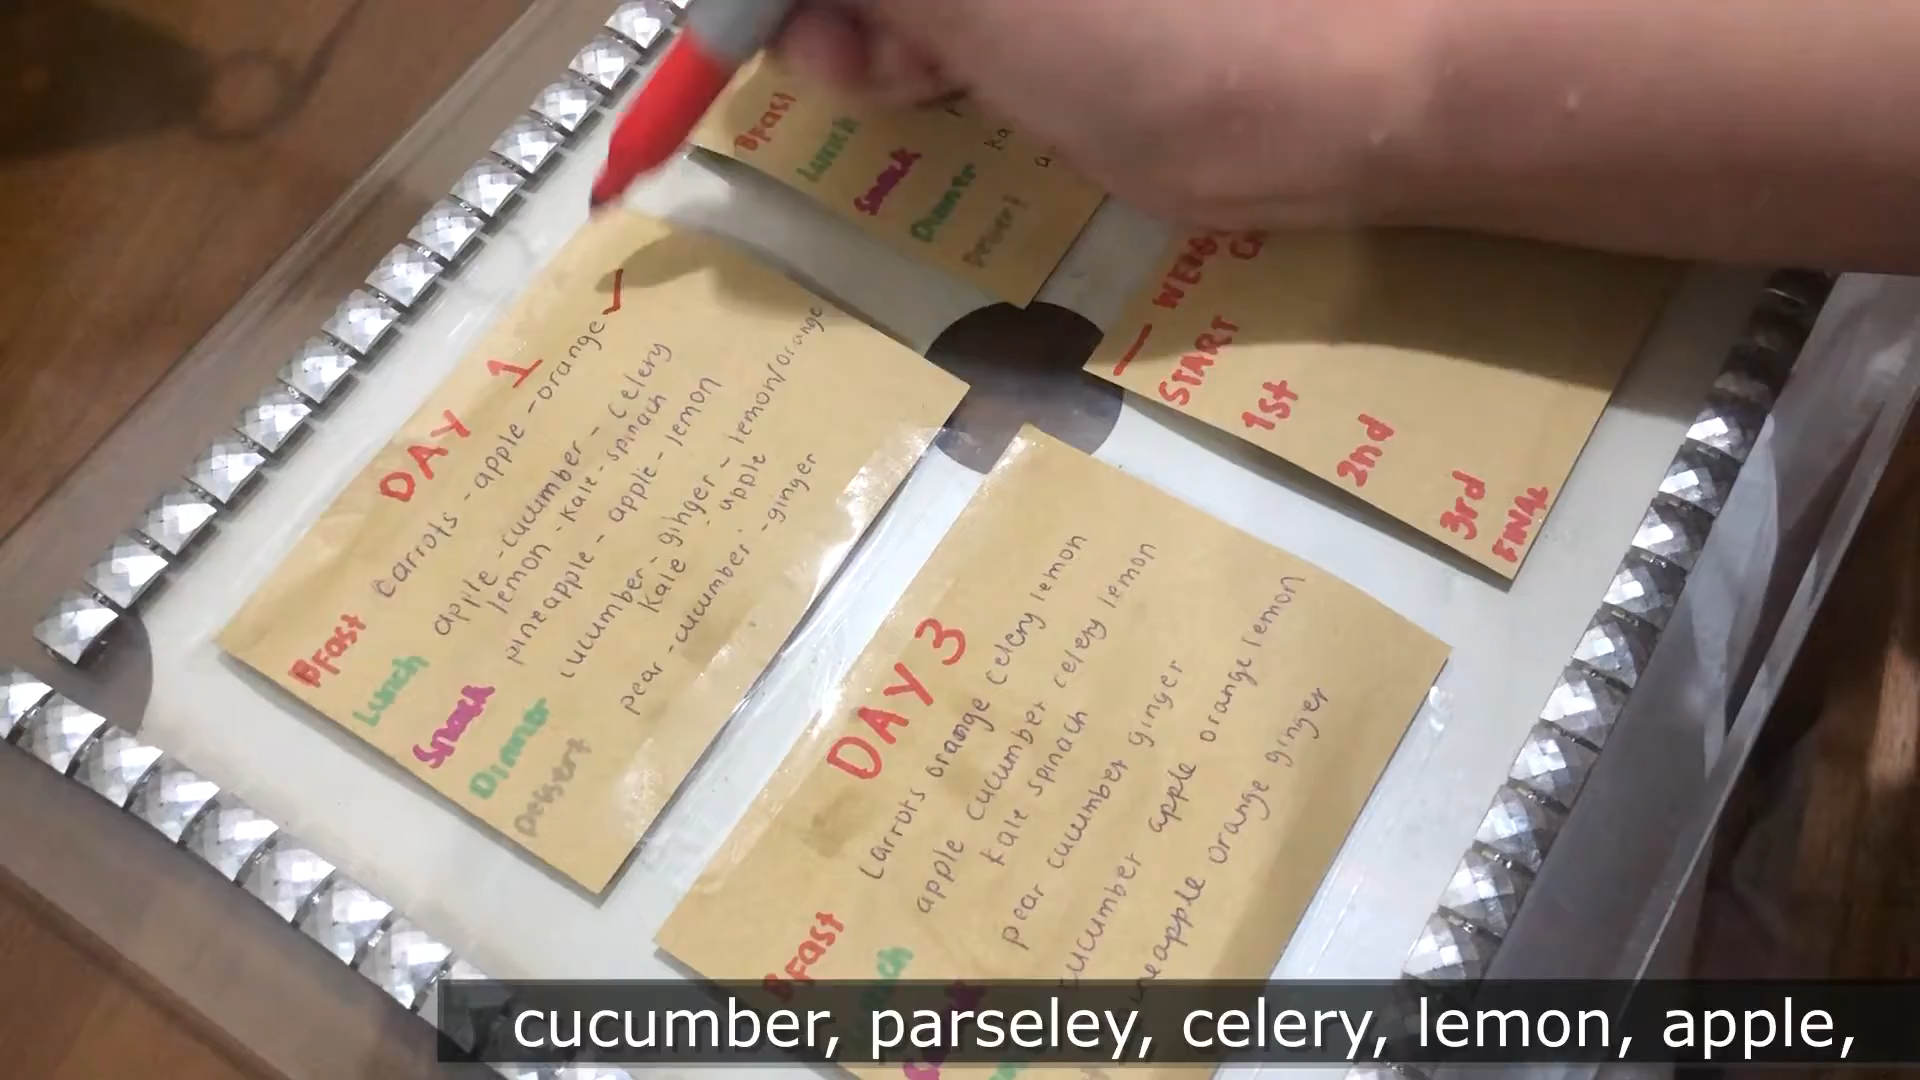 Bfast
Lunch
Snack
Dinner
Desert
START
1st
2nd
3rd
FINAL
DAY 1
Bfast carrots - apple - orange ✓
Lunch apple - cucumber - celery
lemon - kale - spinach
Snack pineapple - apple - lemon
Dinner cucumber - ginger - lemon/orange
kale - apple
Desert pear - cucumber - ginger
DAY 3
Bfast carrots orange celery lemon
apple cucumber celery lemon
kale spinach
pear cucumber ginger
cucumber apple orange lemon
orange ginger
cucumber, parseley, celery, lemon, apple,